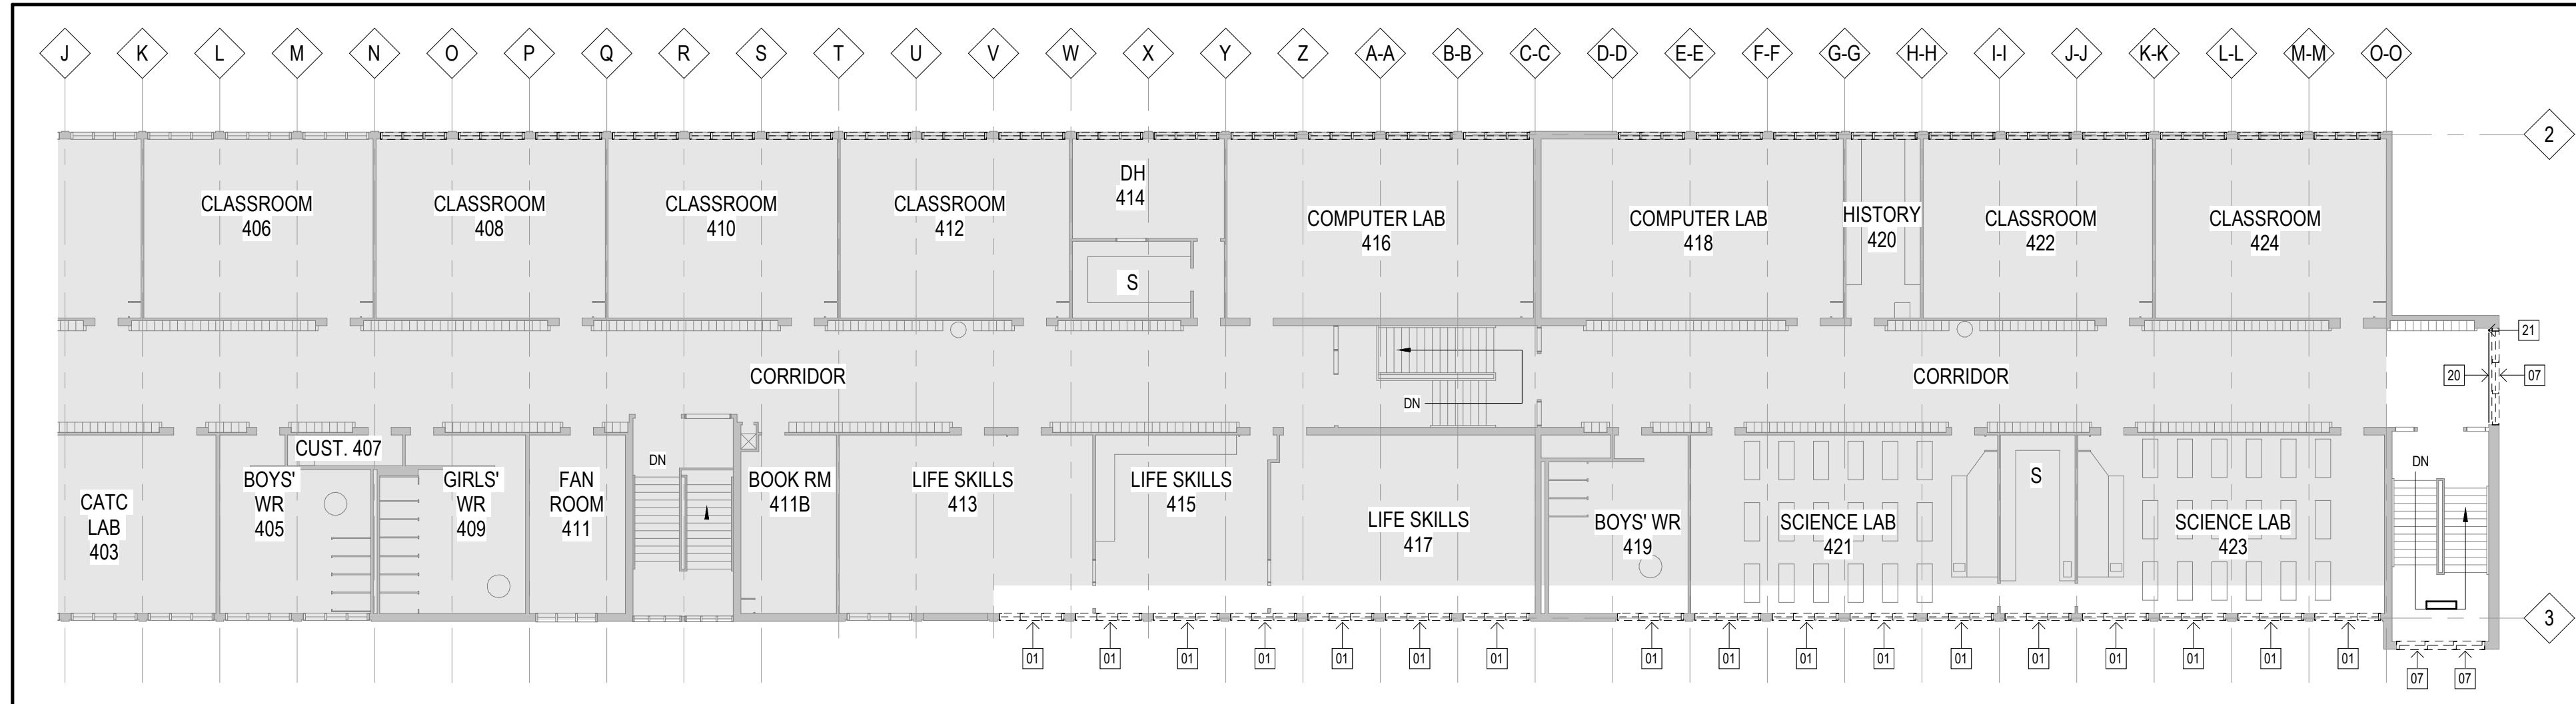 J K L M N O P Q R S T U V W X Y Z A-A B-B C-C D-D E-E F-F G-G H-H I-I J-J K-K L-L M-M O-O
2
CLASSROOM
406
CLASSROOM
408
CLASSROOM
410
CLASSROOM
412
DH
414
S
COMPUTER LAB
416
COMPUTER LAB
418
HISTORY
420
CLASSROOM
422
CLASSROOM
424
21
20
07
CORRIDOR
DN
CORRIDOR
CATC
LAB
403
BOYS'
WR
405
CUST. 407
GIRLS'
WR
409
FAN
ROOM
411
DN
BOOK RM
411B
LIFE SKILLS
413
LIFE SKILLS
415
LIFE SKILLS
417
BOYS' WR
419
SCIENCE LAB
421
S
SCIENCE LAB
423
DN
3
01 01 01 01 01 01 01 01 01 01 01 01 01 01 01 01 01
07 07